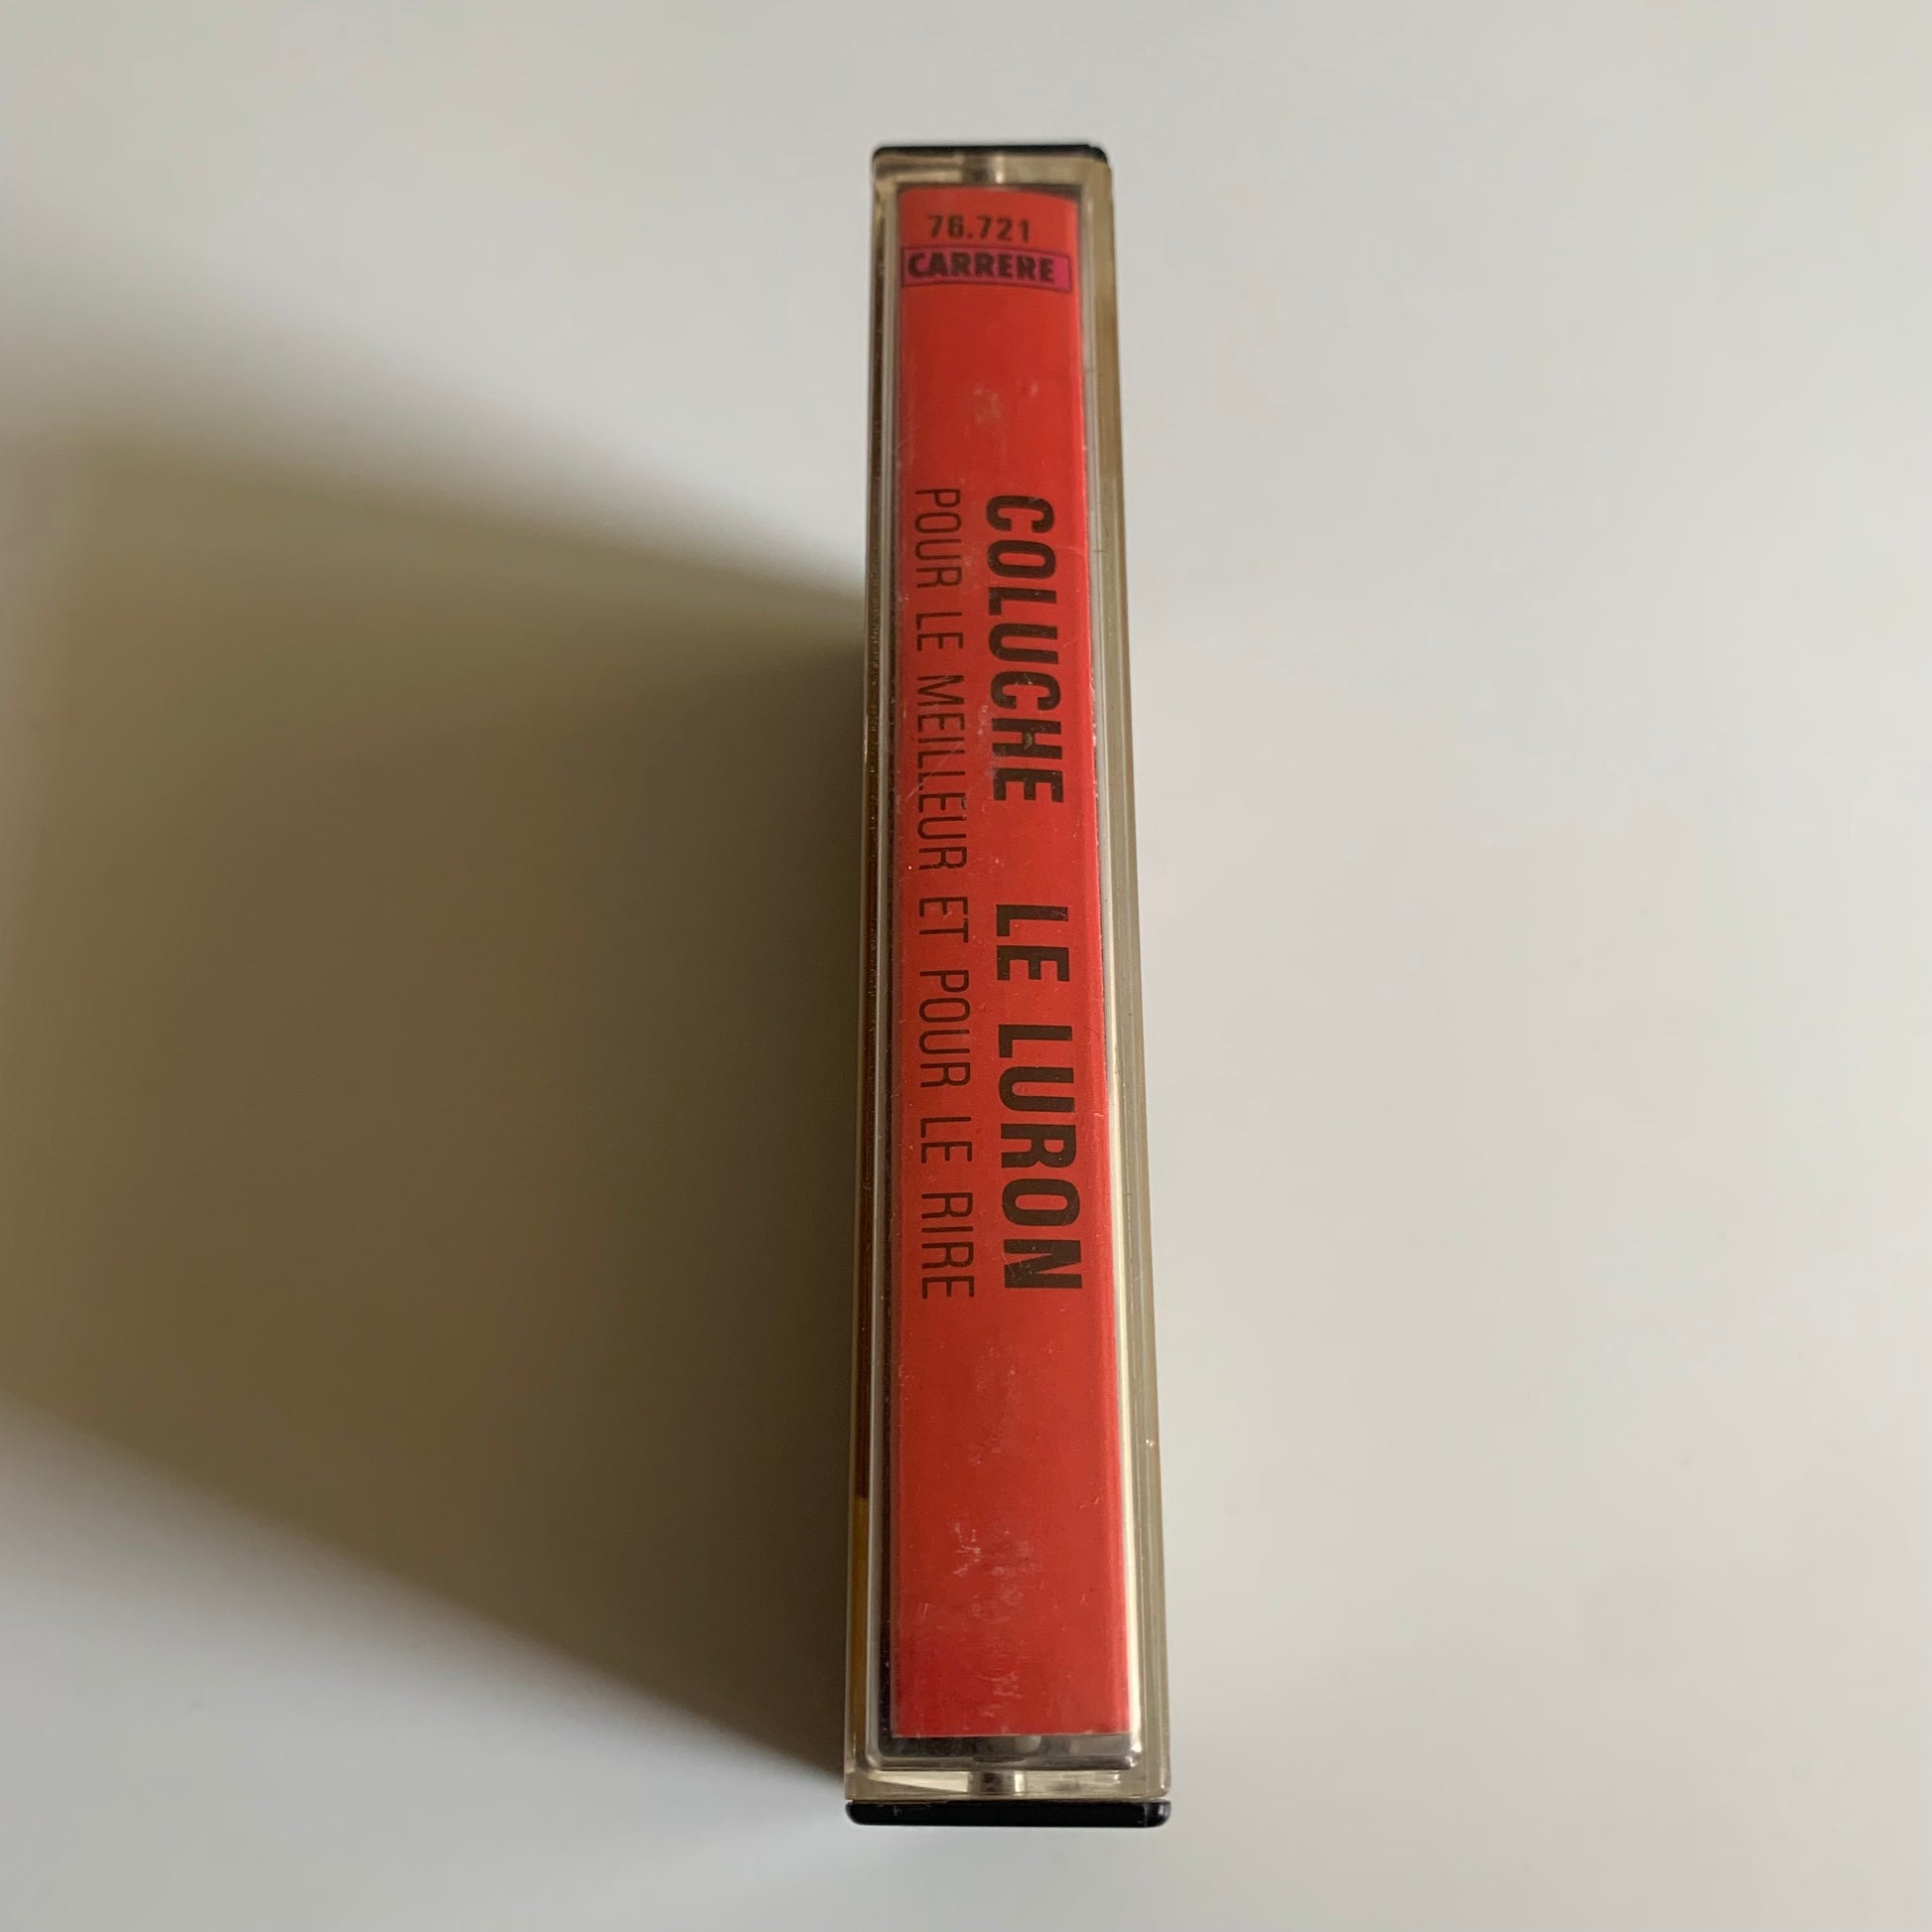 76.721
CARRERE
COLUCHE LE LURON
POUR LE MEILLEUR ET POUR LE RIRE